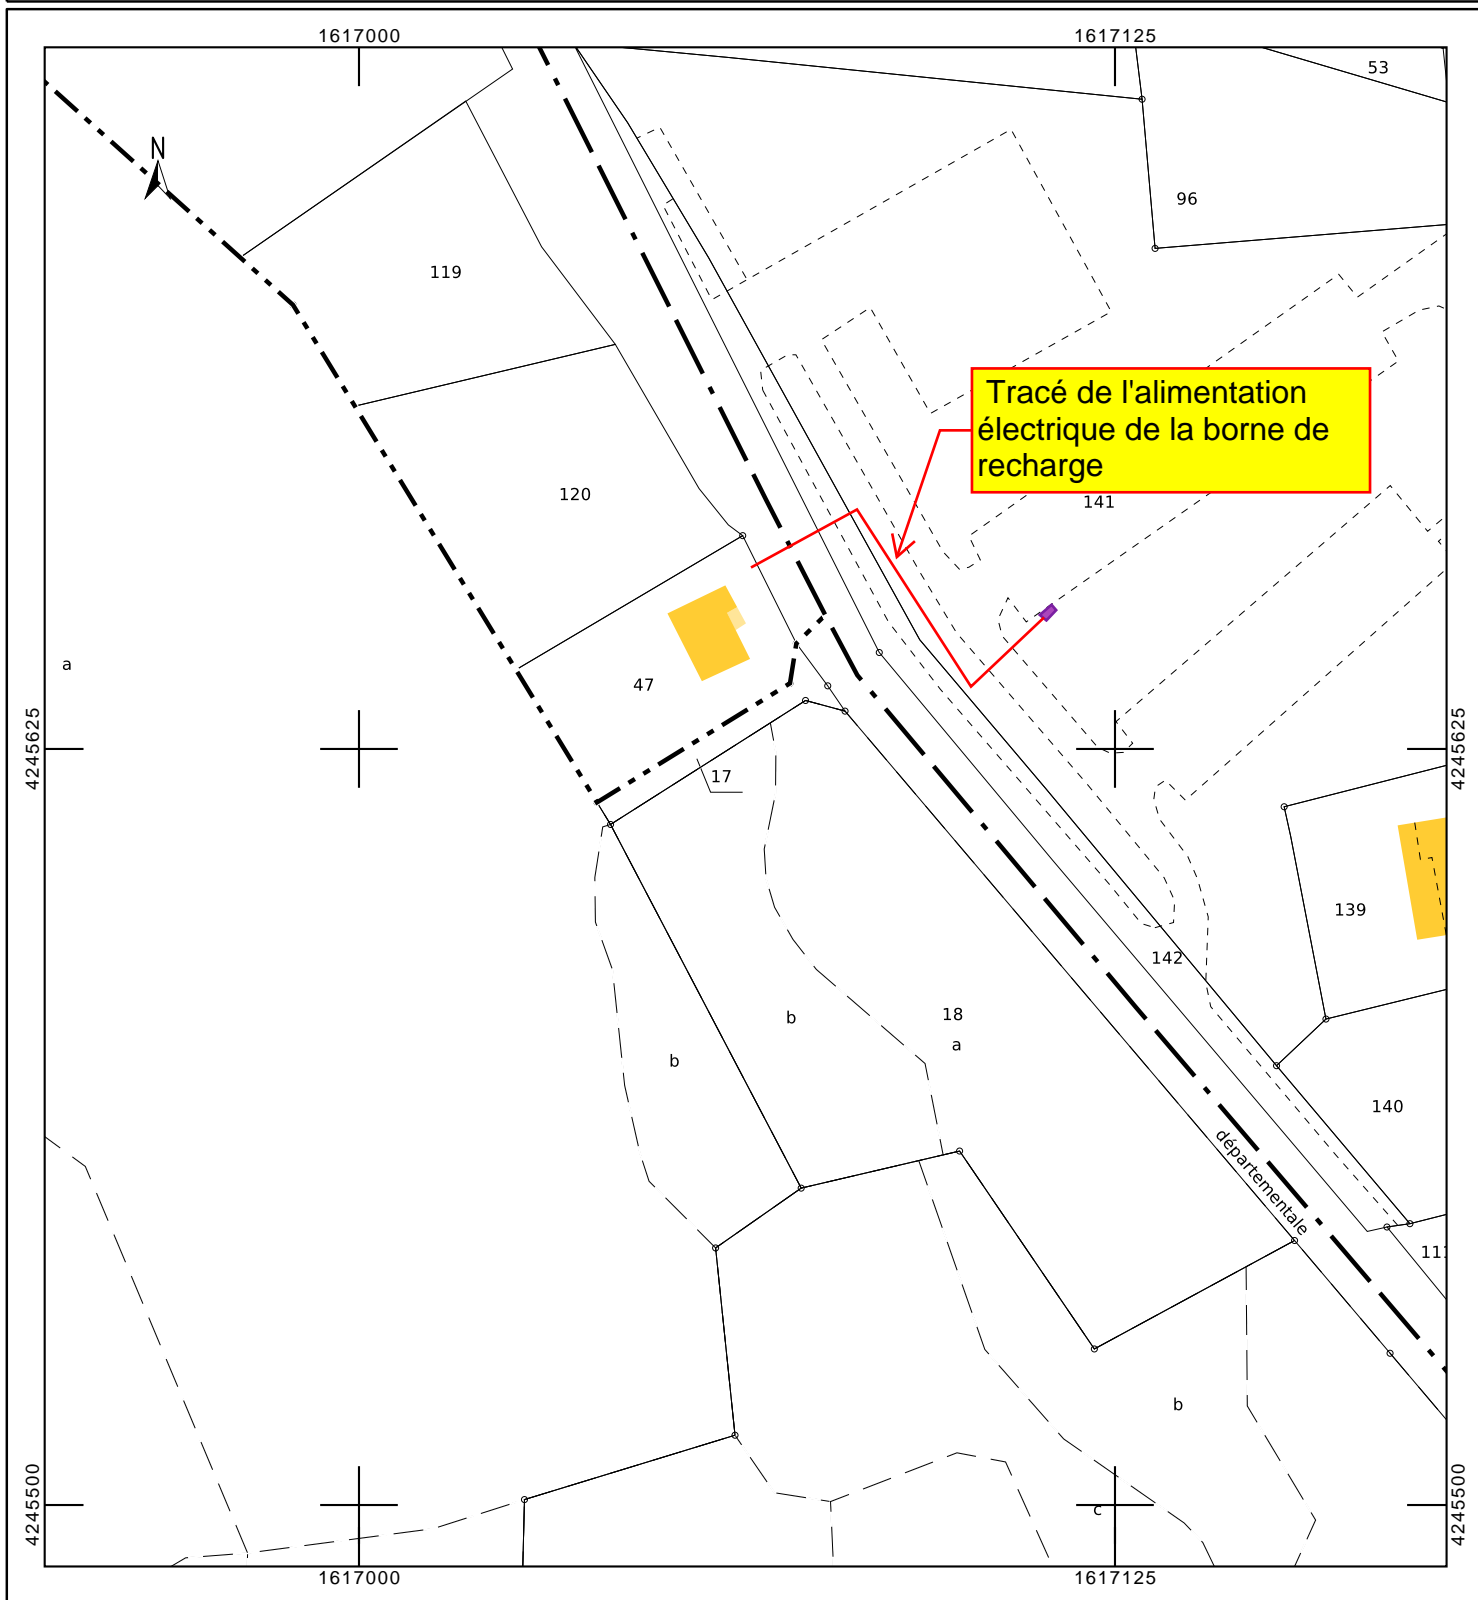 1617000
1617125
53
N
96
119
Tracé de l'alimentation
électrique de la borne de
recharge
120
141
a
47
4245625
4245625
17
139
142
18
b
a
b
140
départementale
b
4245500
4245500
c
1617000
1617125